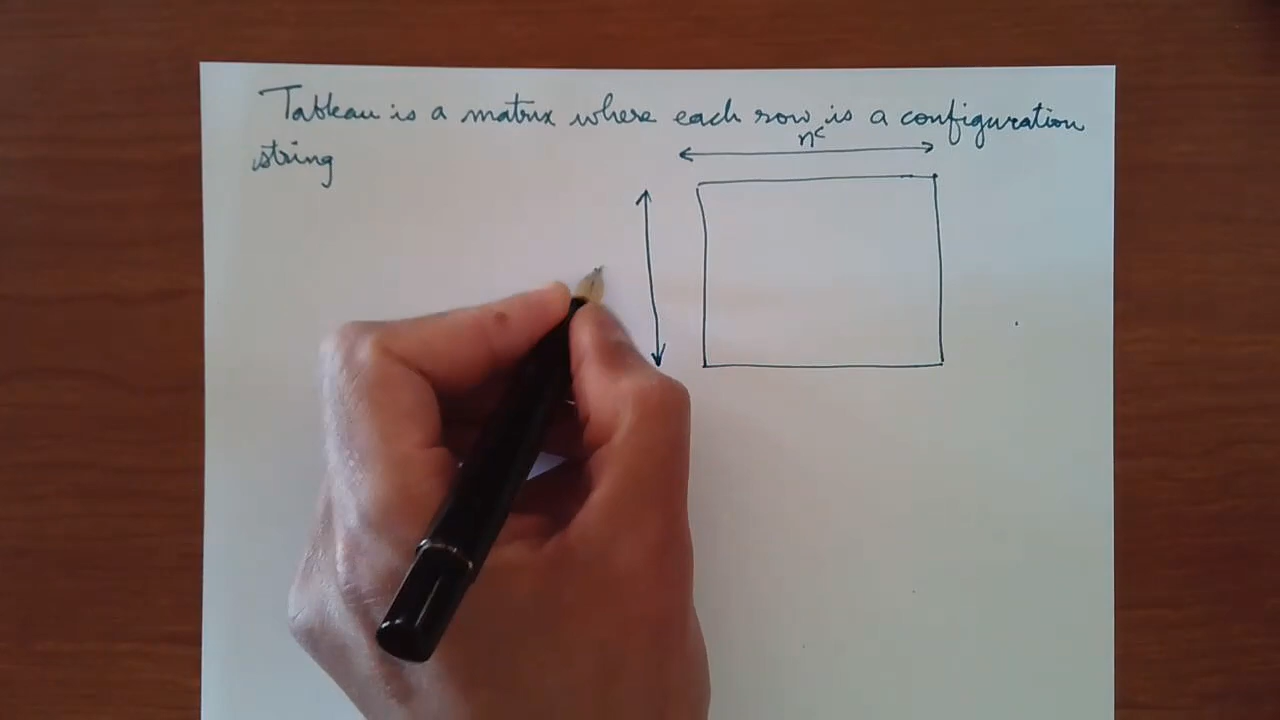 Tableau is a matrix where each row is a configuration
string
n^c